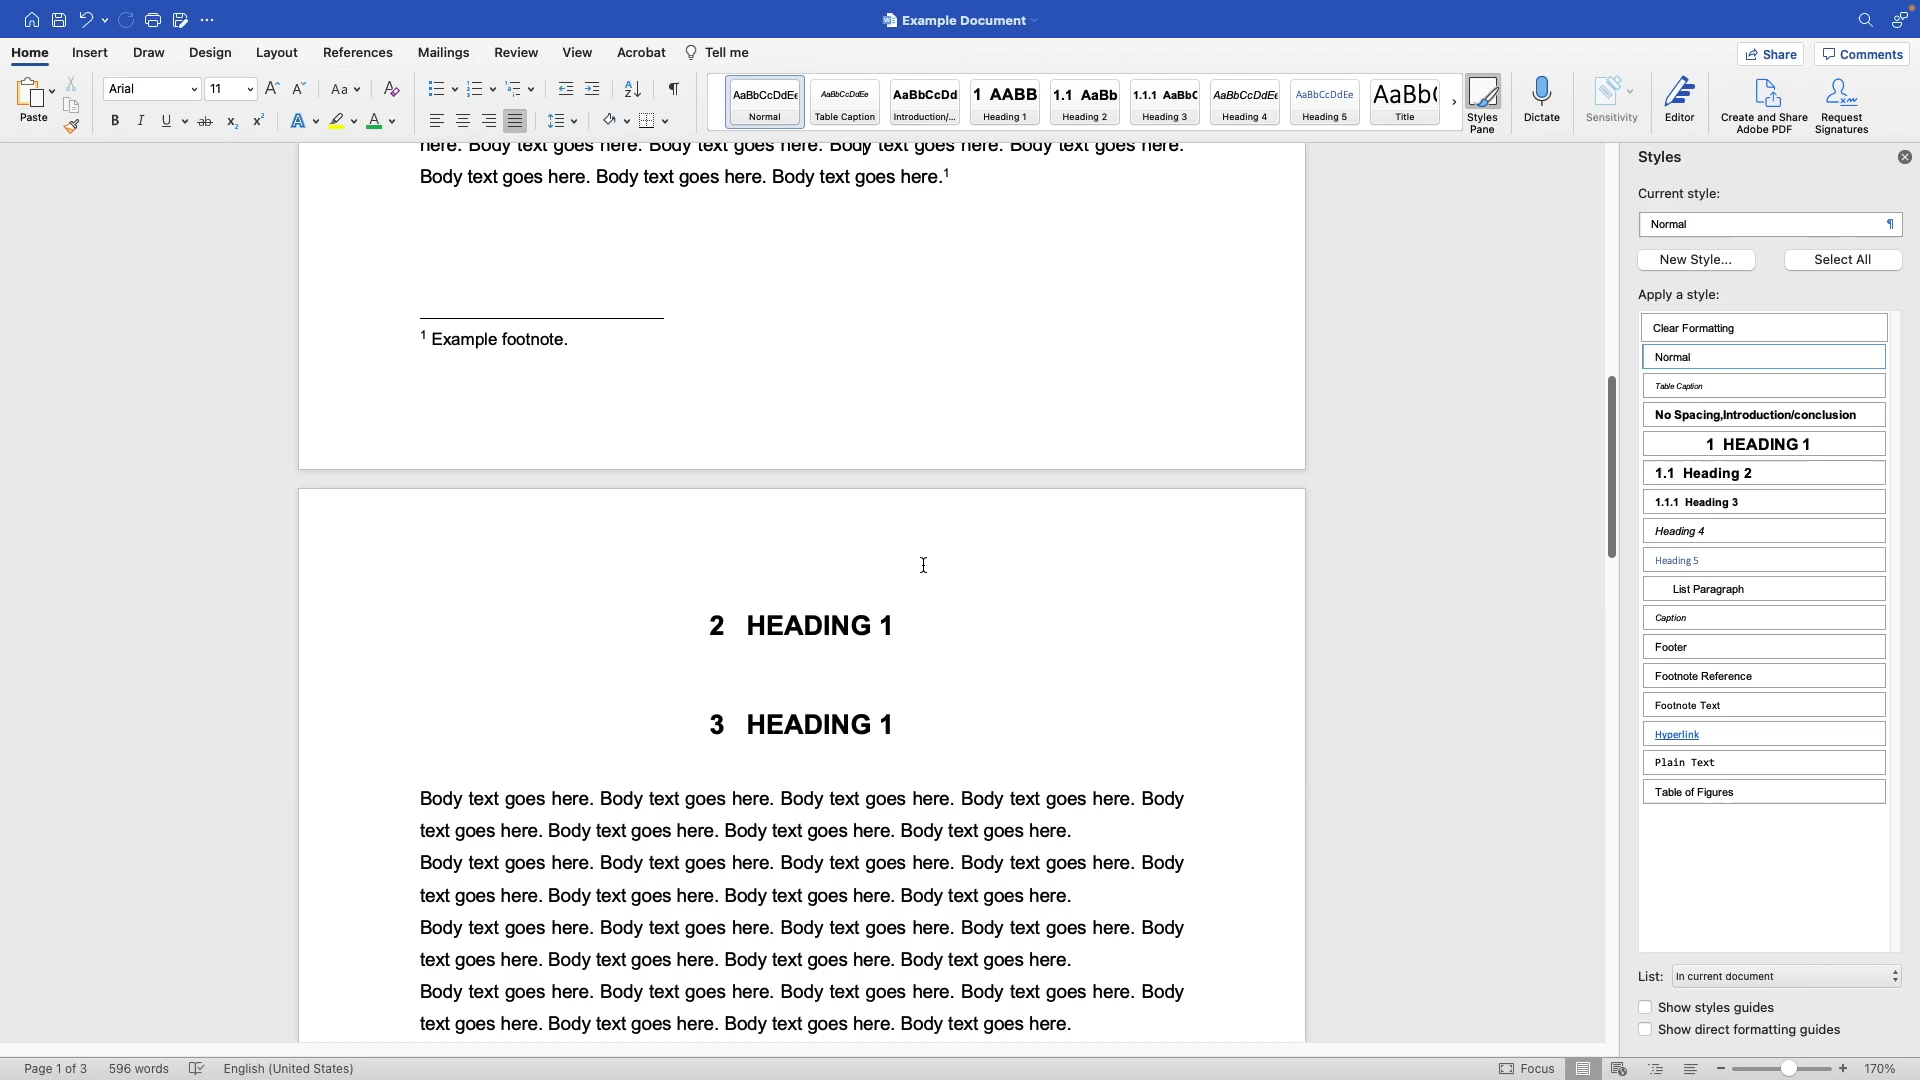 Example Document
Home Insert Draw Design Layout References Mailings Review View Acrobat Tell me
Share Comments
Paste
Arial 11 Aa
B I U ab x₂ x² A A
AaBbCcDdEe AaBbCcDdEe AaBbCcDd 1 AABB 1.1 AaBb 1.1.1 AaBbC AaBbCcDdEe AaBbCcDdEe AaBb(
Normal Table Caption Introduction/... Heading 1 Heading 2 Heading 3 Heading 4 Heading 5 Title
Styles Pane
Dictate
Sensitivity
Editor
Create and Share Adobe PDF
Request Signatures
here. Body text goes here. Body text goes here. Body text goes here. Body text goes here.
Body text goes here. Body text goes here. Body text goes here.¹
¹ Example footnote.
2 HEADING 1
3 HEADING 1
Body text goes here. Body text goes here. Body text goes here. Body text goes here. Body
text goes here. Body text goes here. Body text goes here. Body text goes here.
Body text goes here. Body text goes here. Body text goes here. Body text goes here. Body
text goes here. Body text goes here. Body text goes here. Body text goes here.
Body text goes here. Body text goes here. Body text goes here. Body text goes here. Body
text goes here. Body text goes here. Body text goes here. Body text goes here.
Body text goes here. Body text goes here. Body text goes here. Body text goes here. Body
text goes here. Body text goes here. Body text goes here. Body text goes here.
Styles
Current style:
Normal ¶
New Style... Select All
Apply a style:
Clear Formatting
Normal
Table Caption
No Spacing,Introduction/conclusion
1 HEADING 1
1.1 Heading 2
1.1.1 Heading 3
Heading 4
Heading 5
List Paragraph
Caption
Footer
Footnote Reference
Footnote Text
Hyperlink
Plain Text
Table of Figures
List: In current document
Show styles guides
Show direct formatting guides
Page 1 of 3 596 words English (United States) Focus 170%